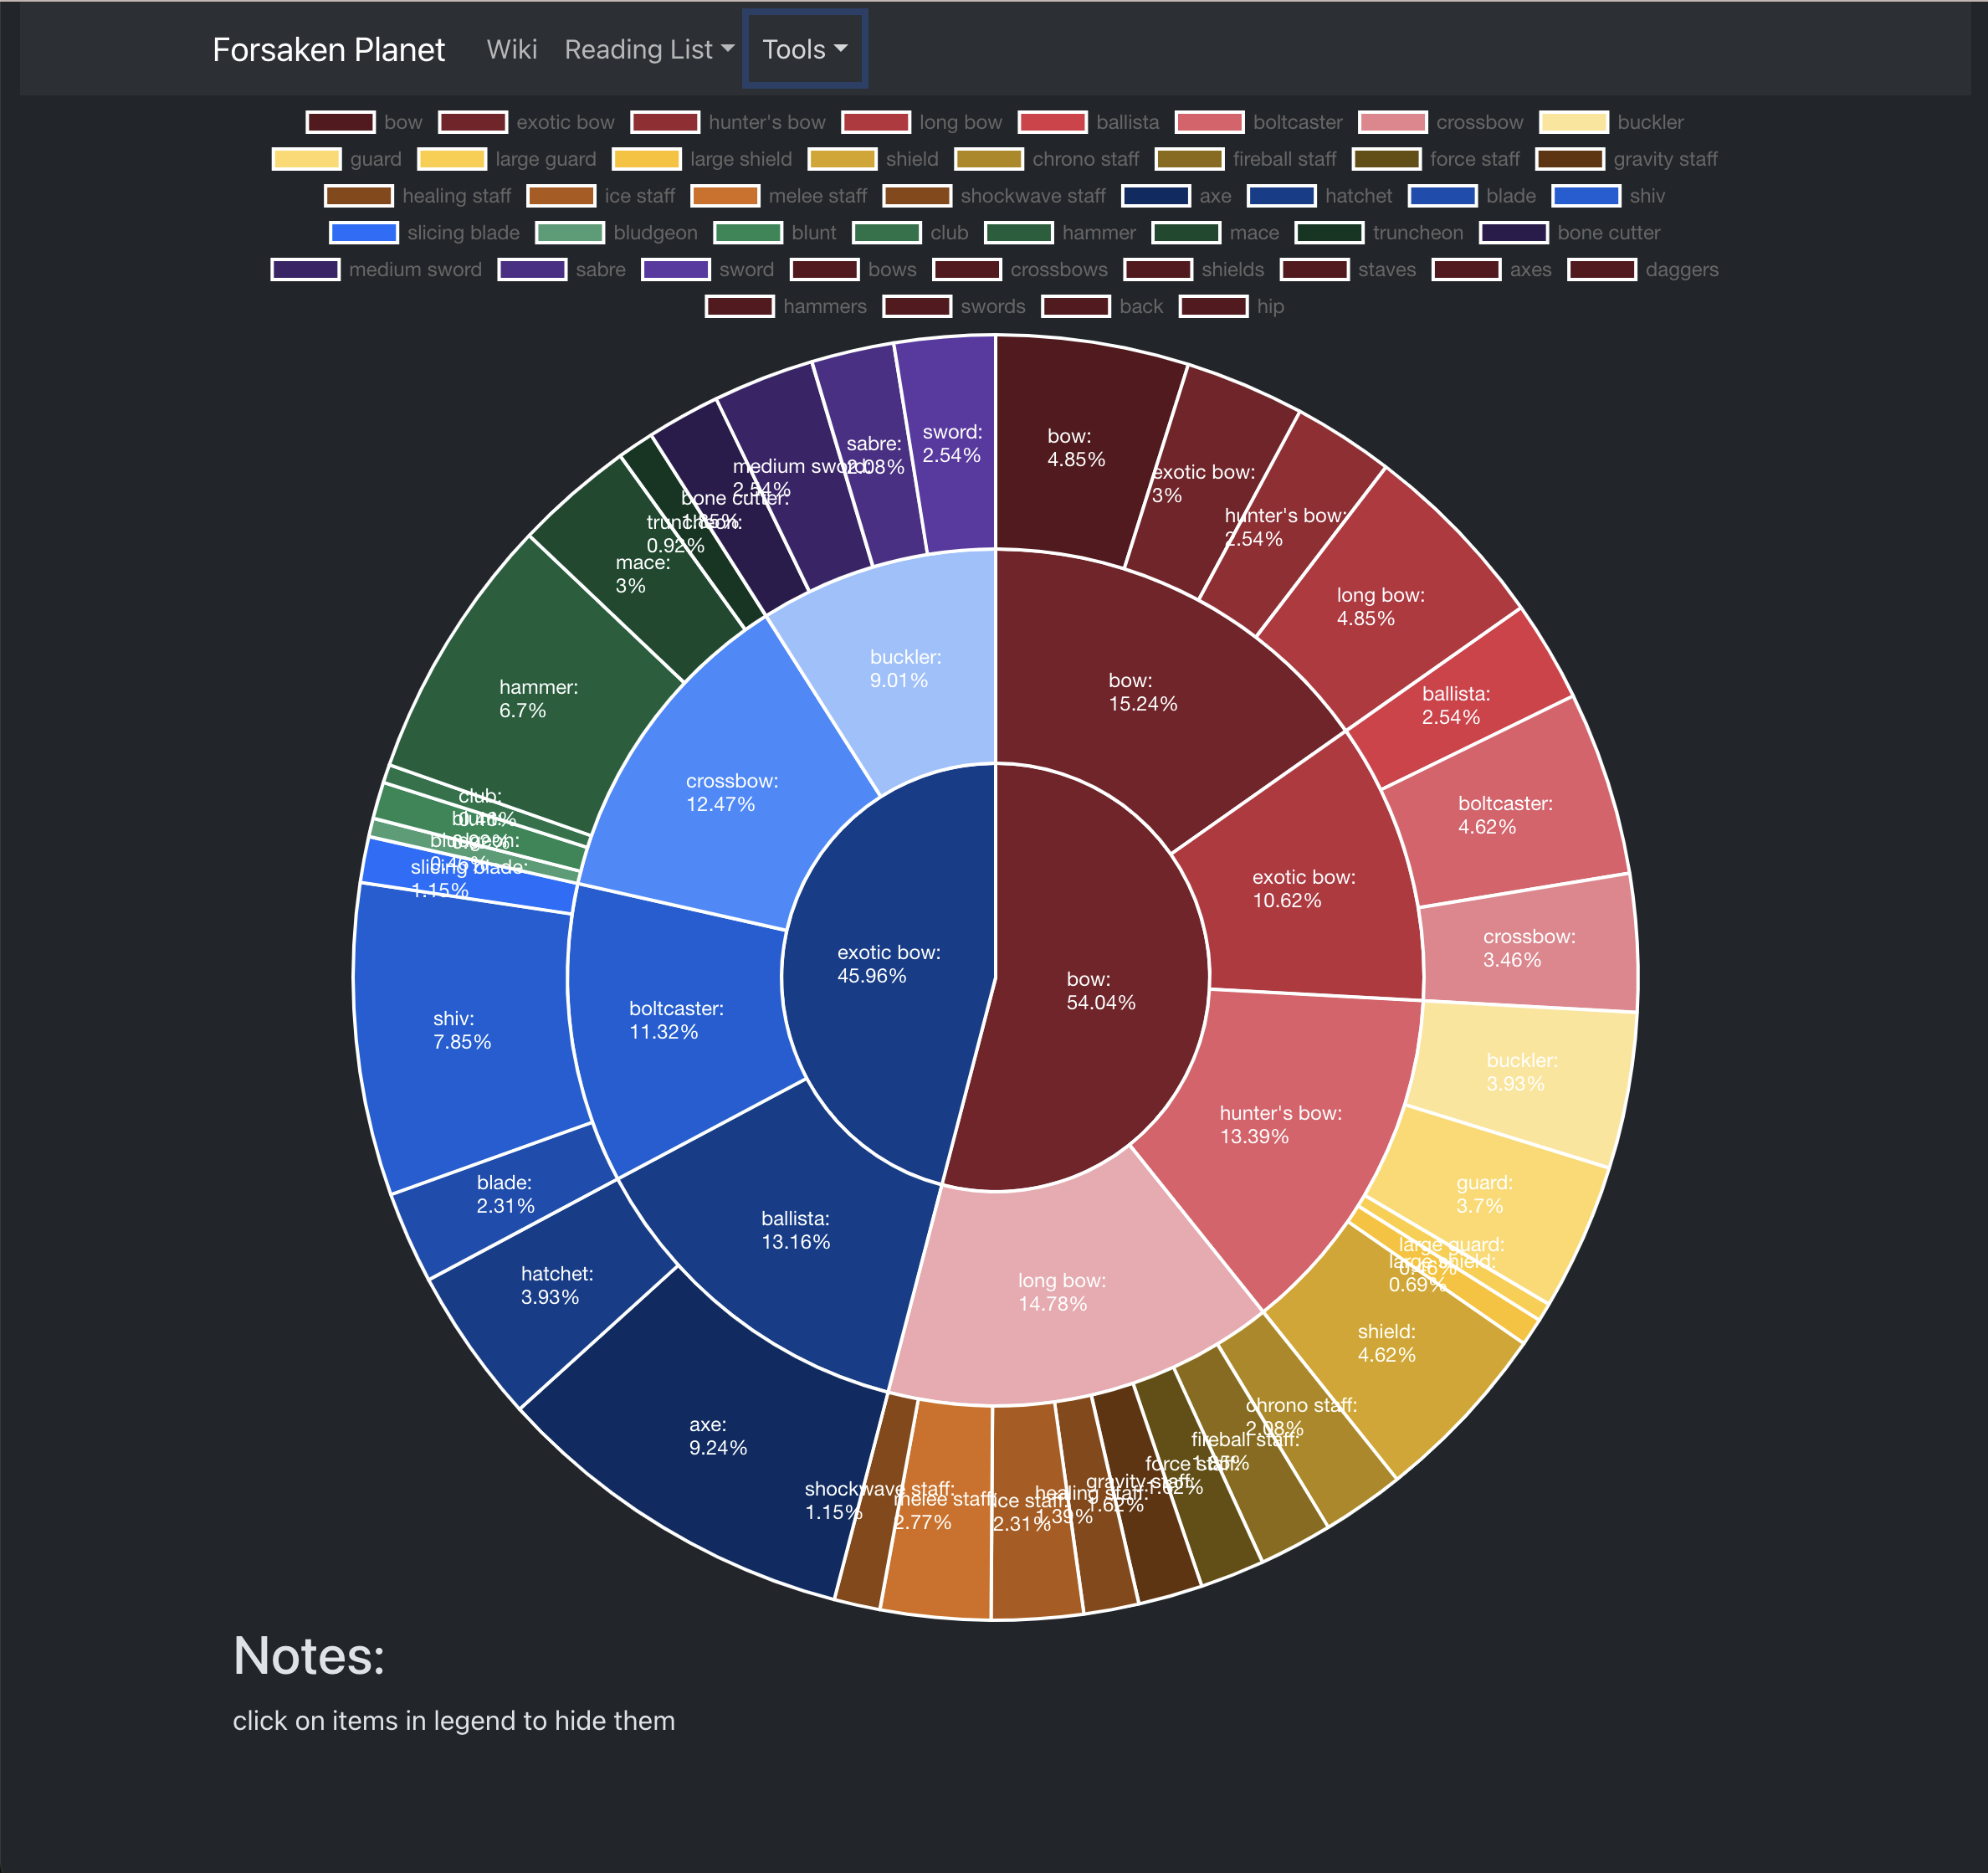 Forsaken Planet Wiki Reading List Tools
bow exotic bow hunter's bow long bow ballista boltcaster crossbow buckler
guard large guard large shield shield chrono staff fireball staff force staff gravity staff
healing staff ice staff melee staff shockwave staff axe hatchet blade shiv
slicing blade bludgeon blunt club hammer mace truncheon bone cutter
medium sword sabre sword bows crossbows shields staves axes daggers
hammers swords back hip
bow:
4.85%
exotic bow:
3%
hunter's bow:
2.54%
long bow:
4.85%
ballista:
2.54%
boltcaster:
4.62%
crossbow:
3.46%
buckler:
3.93%
guard:
3.7%
large guard:
0.46%
large shield:
0.69%
shield:
4.62%
chrono staff:
2.08%
fireball staff:
1.85%
force staff:
1.62%
gravity staff:
1.62%
healing staff:
1.39%
ice staff:
2.31%
melee staff:
2.77%
shockwave staff:
1.15%
axe:
9.24%
hatchet:
3.93%
blade:
2.31%
shiv:
7.85%
slicing blade:
1.15%
bludgeon:
0.46%
blunt:
club:
0.46%
hammer:
6.7%
mace:
3%
truncheon:
0.92%
bone cutter:
1.85%
medium sword:
2.54%
sabre:
2.08%
sword:
2.54%
bow:
15.24%
exotic bow:
10.62%
hunter's bow:
13.39%
long bow:
14.78%
ballista:
13.16%
boltcaster:
11.32%
crossbow:
12.47%
buckler:
9.01%
bow:
54.04%
exotic bow:
45.96%
Notes:
click on items in legend to hide them